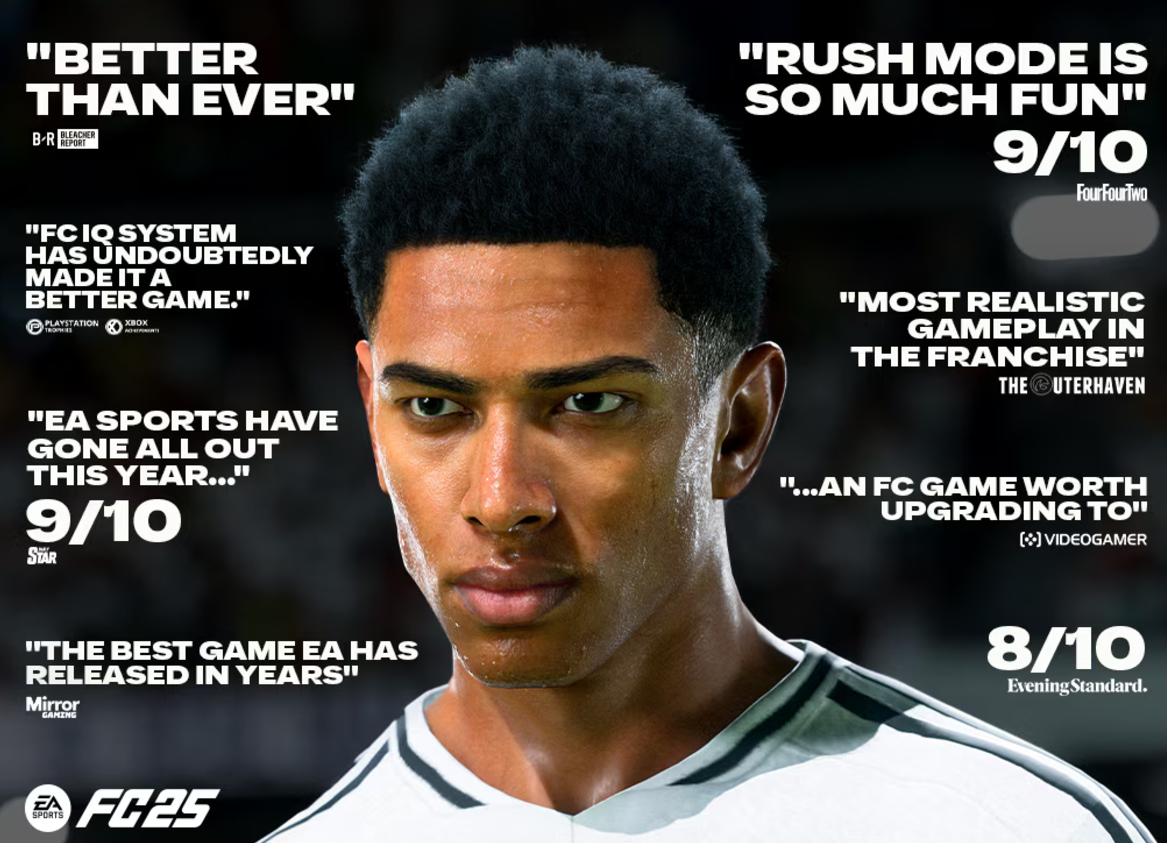 "BETTER
THAN EVER"
B/R BLEACHER
REPORT
"FC IQ SYSTEM
HAS UNDOUBTEDLY
MADE IT A
BETTER GAME."
PLAYSTATION
TROPHIES
XBOX
ACHIEVEMENTS
"EA SPORTS HAVE
GONE ALL OUT
THIS YEAR..."
9/10
STAR
"THE BEST GAME EA HAS
RELEASED IN YEARS"
Mirror
GAMING
EA
SPORTS
FC25
"RUSH MODE IS
SO MUCH FUN"
9/10
FourFourTwo
"MOST REALISTIC
GAMEPLAY IN
THE FRANCHISE"
THE OUTERHAVEN
"...AN FC GAME WORTH
UPGRADING TO"
VIDEOGAMER
8/10
EveningStandard.